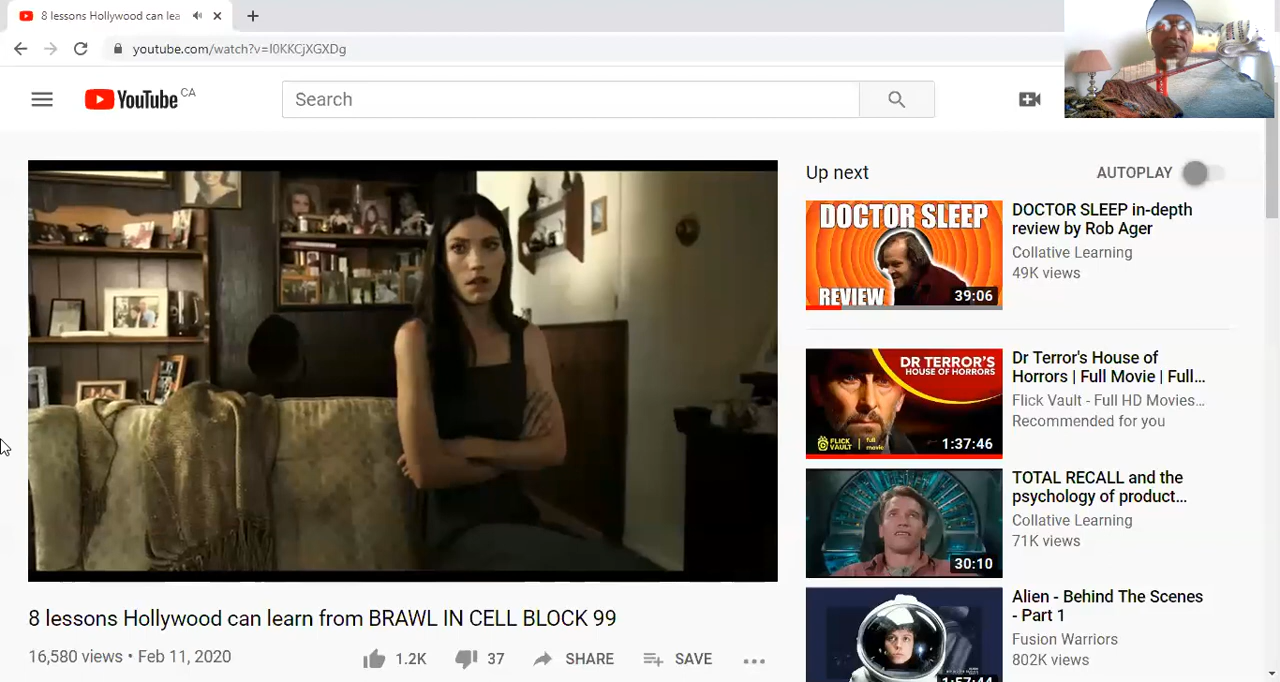 8 lessons Hollywood can lea
youtube.com/watch?v=I0KKCjXGXDg
YouTube CA
Search
Up next
AUTOPLAY
DOCTOR SLEEP
REVIEW
39:06
DOCTOR SLEEP in-depth
review by Rob Ager
Collative Learning
49K views
DR TERROR'S
HOUSE OF HORRORS
FLICK VAULT
full
movie
1:37:46
Dr Terror's House of
Horrors | Full Movie | Full...
Flick Vault - Full HD Movies...
Recommended for you
30:10
TOTAL RECALL and the
psychology of product...
Collative Learning
71K views
1:57:44
Alien - Behind The Scenes
- Part 1
Fusion Warriors
802K views
8 lessons Hollywood can learn from BRAWL IN CELL BLOCK 99
16,580 views • Feb 11, 2020
1.2K
37
SHARE
SAVE